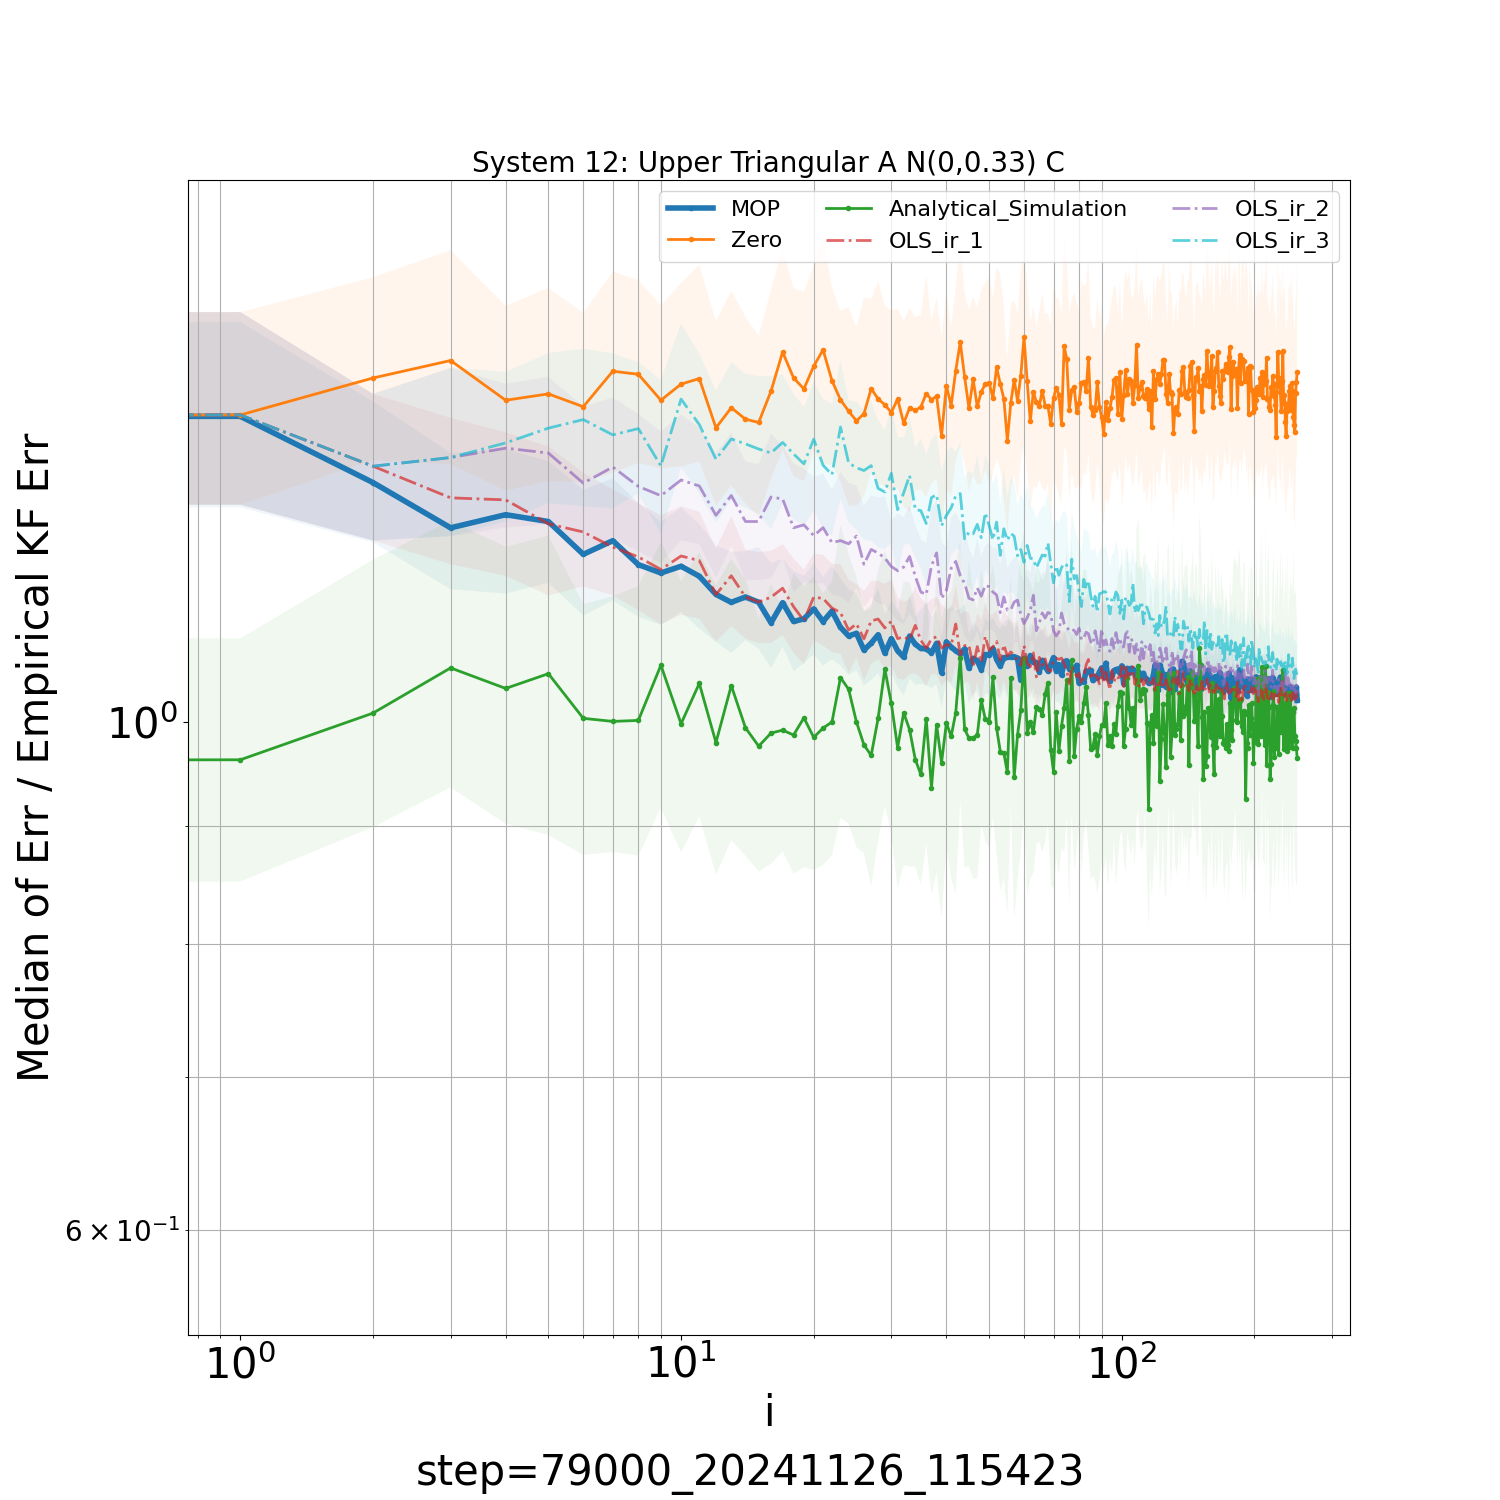 System 12: Upper Triangular A N(0,0.33) C
MOP
Zero
Analytical_Simulation
OLS_ir_1
OLS_ir_2
OLS_ir_3
Median of Err / Empirical KF Err
10⁰
6 × 10⁻¹
10⁰ 10¹ 10²
i
step=79000_20241126_115423